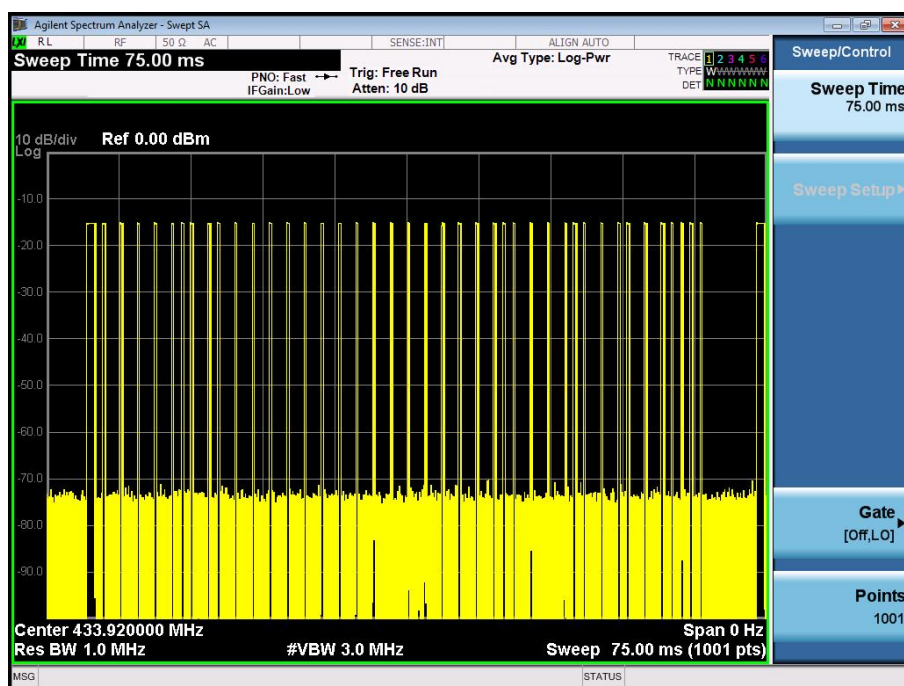 Agilent Spectrum Analyzer - Swept SA
LXI RL RF 50 Ω AC SENSE:INT ALIGN AUTO
Sweep Time 75.00 ms
PNO: Fast
IFGain:Low
Trig: Free Run
Atten: 10 dB
Avg Type: Log-Pwr
TRACE 1 2 3 4 5 6
TYPE WWWWWW
DET N N N N N N
10 dB/div Ref 0.00 dBm
Log
-10.0
-20.0
-30.0
-40.0
-50.0
-60.0
-70.0
-80.0
-90.0
Center 433.920000 MHz Span 0 Hz
Res BW 1.0 MHz #VBW 3.0 MHz Sweep 75.00 ms (1001 pts)
MSG STATUS
Sweep/Control
Sweep Time
75.00 ms
Sweep Setup
Gate
[Off,LO]
Points
1001